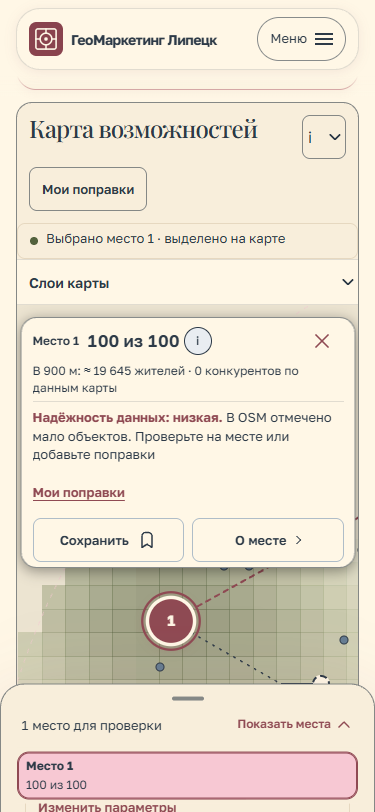 ГеоМаркетинг Липецк
Меню
Карта возможностей
i
Мои поправки
Выбрано место 1 · выделено на карте
Слои карты
Место 1 100 из 100 i
В 900 м: ≈ 19 645 жителей · 0 конкурентов по
данным карты
Надёжность данных: низкая. В OSM отмечено
мало объектов. Проверьте на месте или
добавьте поправки
Мои поправки
Сохранить
О месте
1
1 место для проверки
Показать места
Место 1
100 из 100
Изменить параметры